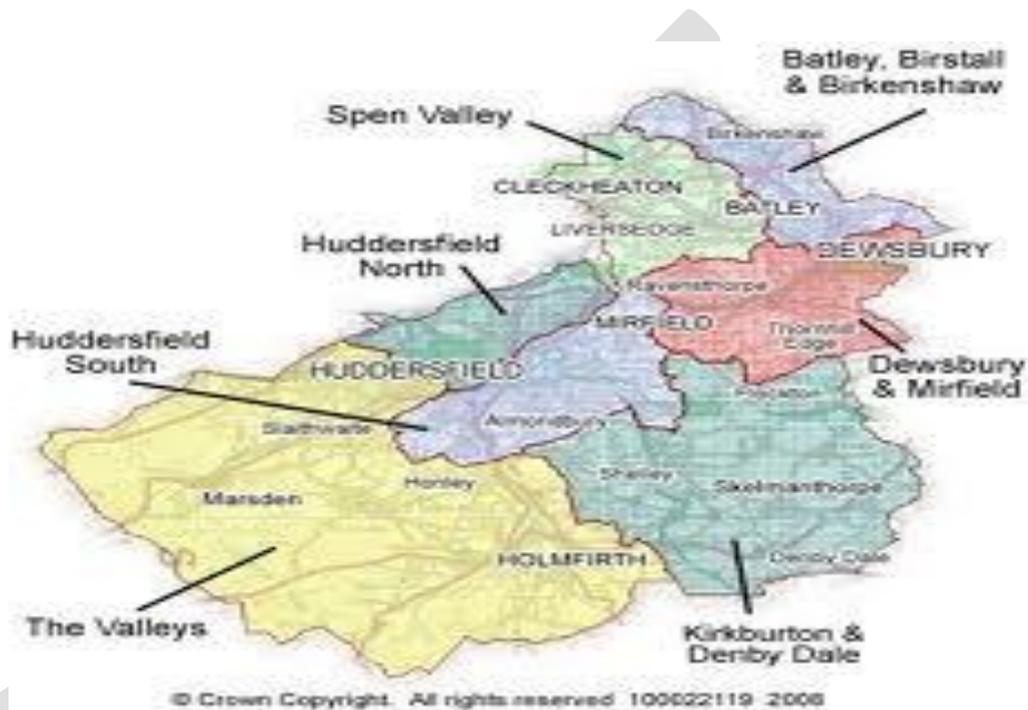 Batley, Birstall
& Birkenshaw
Spen Valley
Birkenshaw
CLECKHEATON
BATLEY
LIVERSEDGE
Huddersfield
North
DEWSBURY
Ravensthorpe
MIRFIELD
Thornhill
Edge
Huddersfield
South
HUDDERSFIELD
Dewsbury
& Mirfield
Flockton
Slaithwaite
Almondbury
Honley
Shelley
Skelmanthorpe
Marsden
HOLMFIRTH
Denby Dale
The Valleys
Kirkburton &
Denby Dale
© Crown Copyright. All rights reserved 100022119 2008